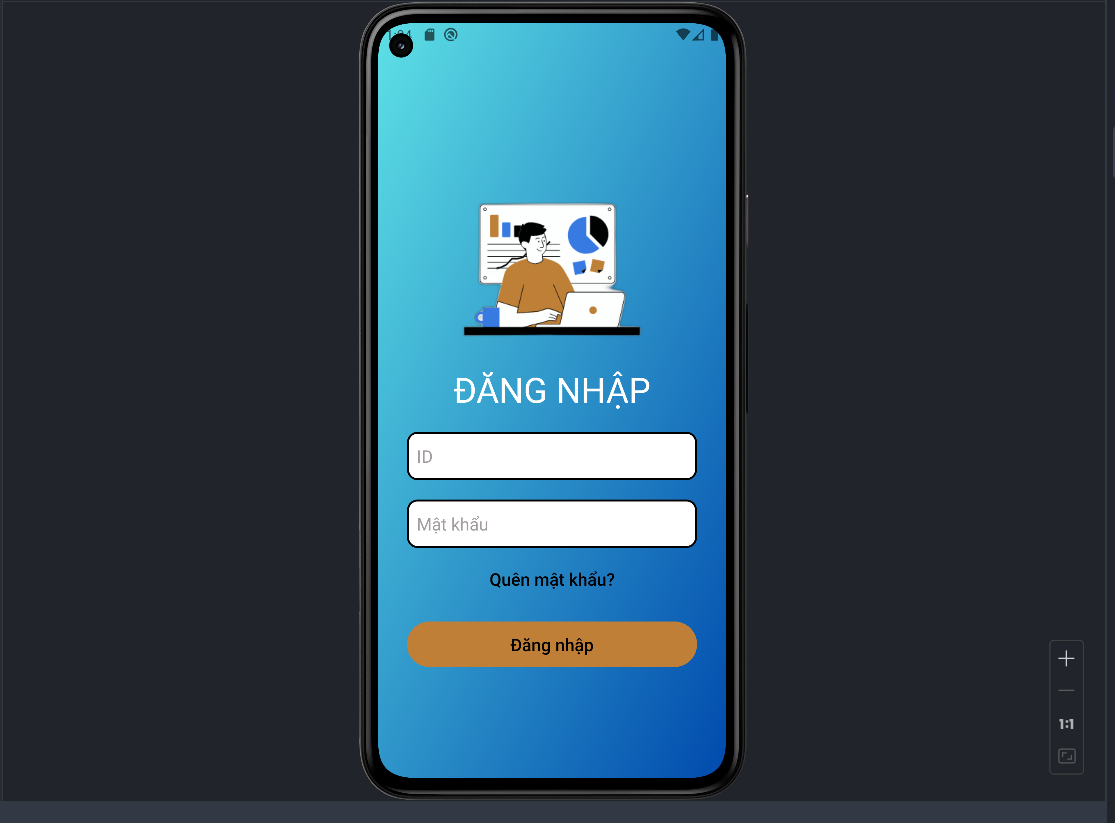 ĐĂNG NHẬP
ID
Mật khẩu
Quên mật khẩu?
Đăng nhập
1:1